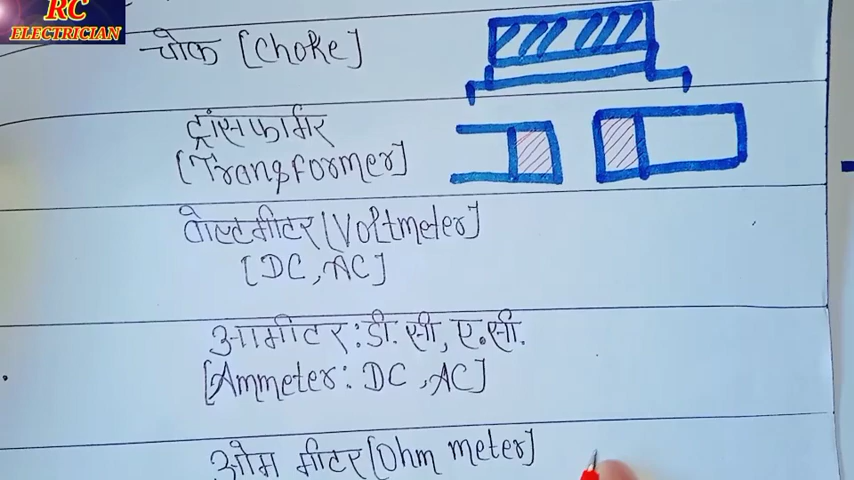 RC
ELECTRICIAN
चोक [Choke]
ट्रांसफार्मर
[Transformer]
वोल्टमीटर [Voltmeter]
[DC, AC]
आमीटर: डी. सी, ए. सी.
[Ammeter: DC, AC]
ओम मीटर [Ohm meter]